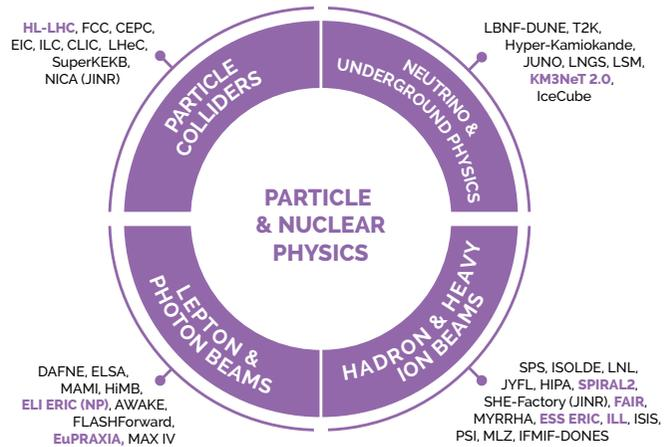 HL-LHC, FCC, CEPC,
EIC, ILC, CLIC, LHeC,
SuperKEKB,
NICA (JINR)
LBNF-DUNE, T2K,
Hyper-Kamiokande,
JUNO, LNGS, LSM,
KM3NeT 2.0,
IceCube
PARTICLE
COLLIDERS
NEUTRINO &
UNDERGROUND PHYSICS
PARTICLE
& NUCLEAR
PHYSICS
LEPTON &
PHOTON BEAMS
HADRON & HEAVY
ION BEAMS
DAFNE, ELSA,
MAMI, HiMB,
ELI ERIC (NP), AWAKE,
FLASHForward,
EuPRAXIA, MAX IV
SPS, ISOLDE, LNL,
JYFL, HIPA, SPIRAL2,
SHE-Factory (JINR), FAIR,
MYRRHA, ESS ERIC, ILL, ISIS,
PSI, MLZ, IFMIF-DONES